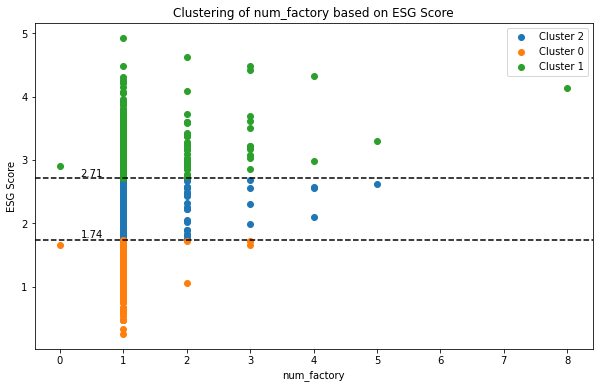 Clustering of num_factory based on ESG Score
Cluster 2
Cluster 0
Cluster 1
ESG Score
5
4
3
2
1
2.71
1.74
0 1 2 3 4 5 6 7 8
num_factory